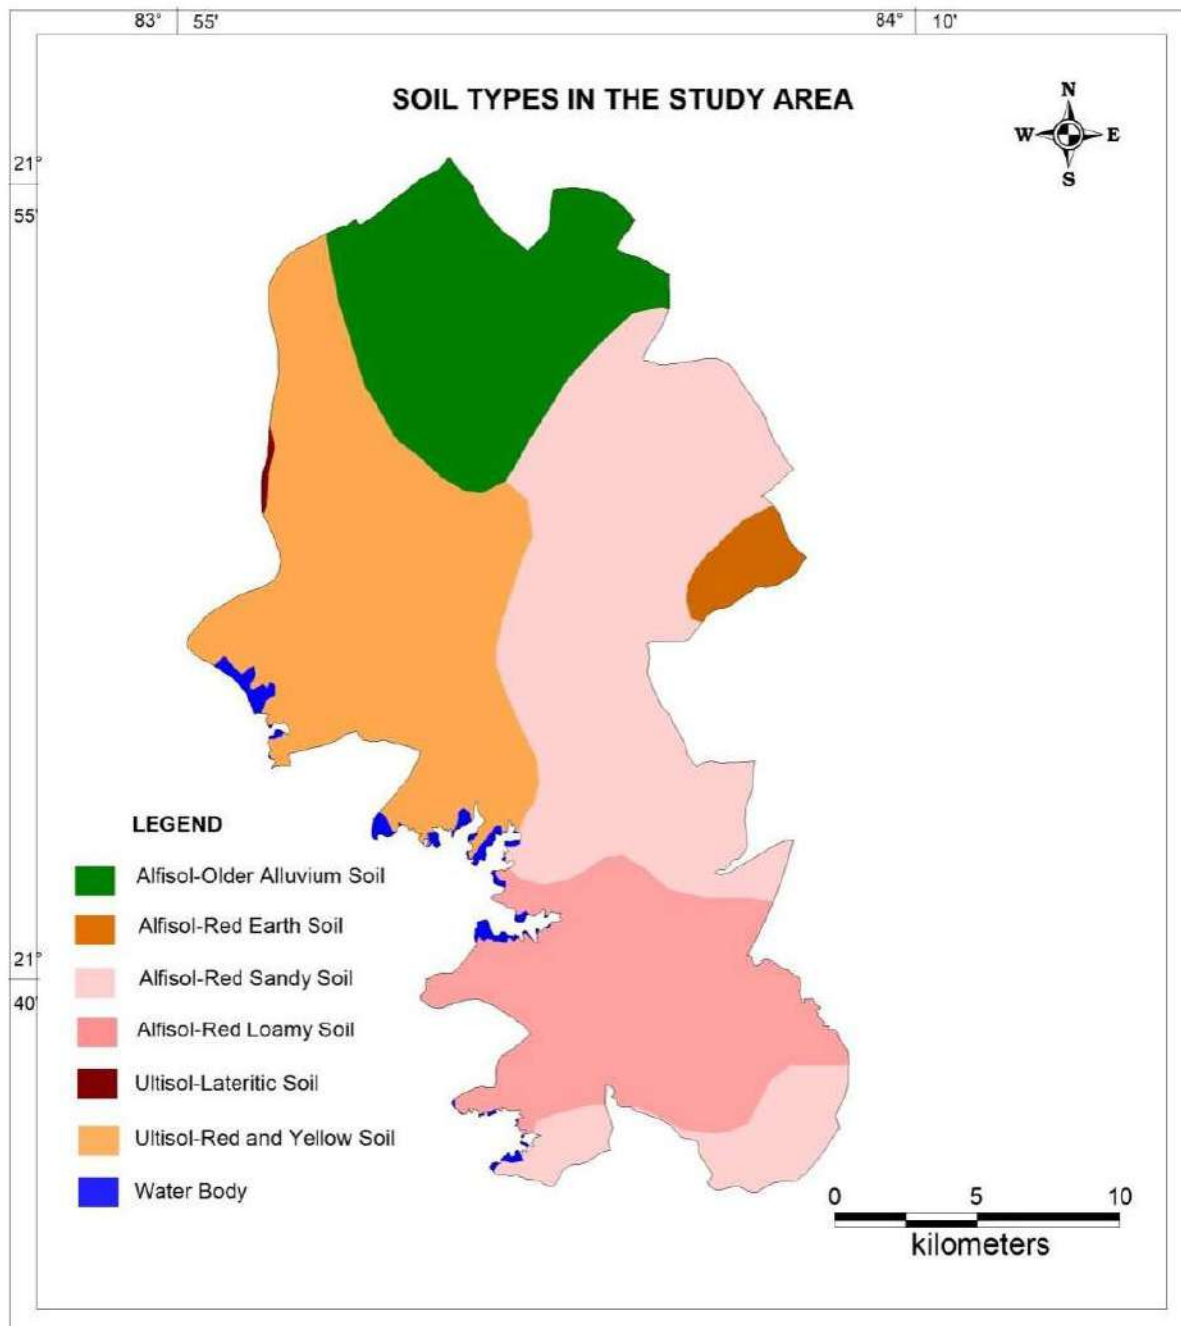 83° 55'
84° 10'
SOIL TYPES IN THE STUDY AREA
N
W E
S
21°
55'
LEGEND
Alfisol-Older Alluvium Soil
Alfisol-Red Earth Soil
Alfisol-Red Sandy Soil
Alfisol-Red Loamy Soil
Ultisol-Lateritic Soil
Ultisol-Red and Yellow Soil
Water Body
21°
40'
0 5 10
kilometers